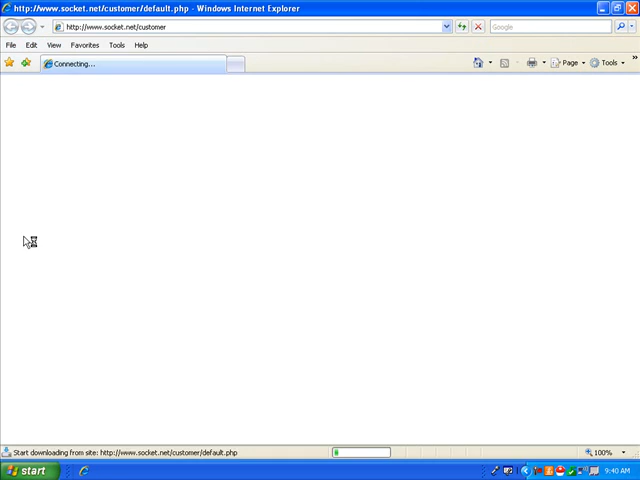 http://www.socket.net/customer/default.php - Windows Internet Explorer
http://www.socket.net/customer
Google
File Edit View Favorites Tools Help
Connecting...
Page Tools
Start downloading from site: http://www.socket.net/customer/default.php
100%
start
9:40 AM